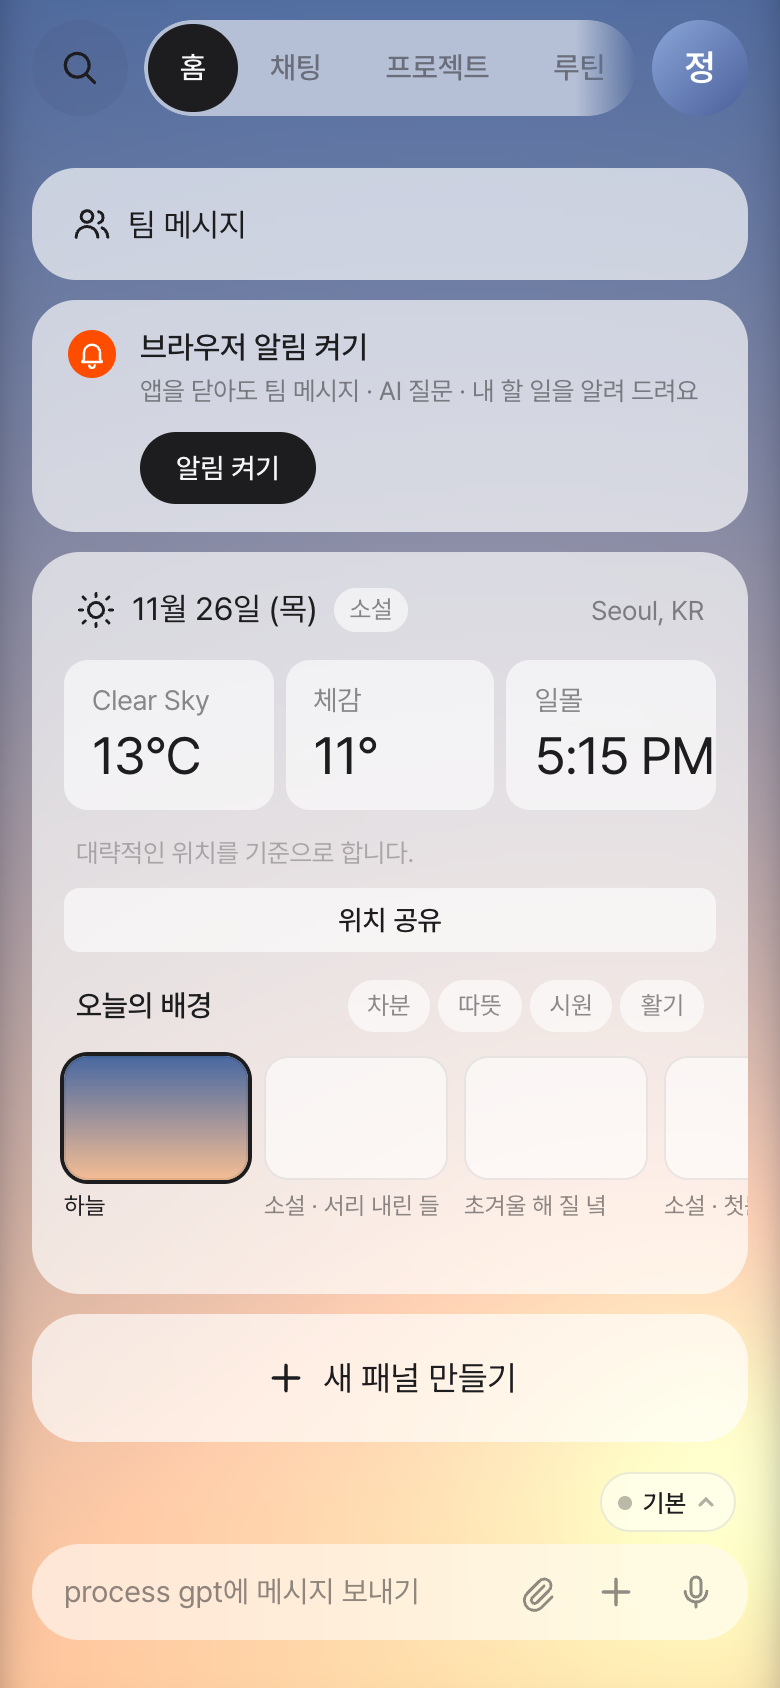 홈 채팅 프로젝트 루틴 정
팀 메시지
브라우저 알림 켜기
앱을 닫아도 팀 메시지 · AI 질문 · 내 할 일을 알려 드려요
알림 켜기
11월 26일 (목) 소설 Seoul, KR
Clear Sky 체감 일몰
13°C 11° 5:15 PM
대략적인 위치를 기준으로 합니다.
위치 공유
오늘의 배경 차분 따뜻 시원 활기
하늘 소설 · 서리 내린 들 초겨울 해 질 녘 소설 ·
새 패널 만들기
기본
process gpt에 메시지 보내기